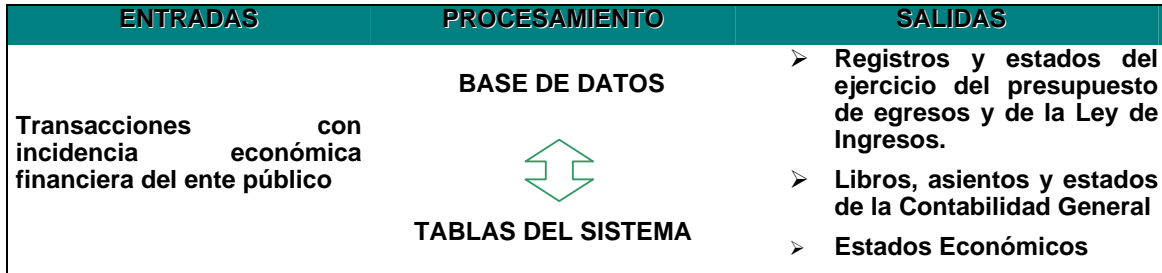 ENTRADAS PROCESAMIENTO SALIDAS
Transacciones con
incidencia económica
financiera del ente público
BASE DE DATOS
TABLAS DEL SISTEMA
➢ Registros y estados del
ejercicio del presupuesto
de egresos y de la Ley de
Ingresos.
➢ Libros, asientos y estados
de la Contabilidad General
➢ Estados Económicos